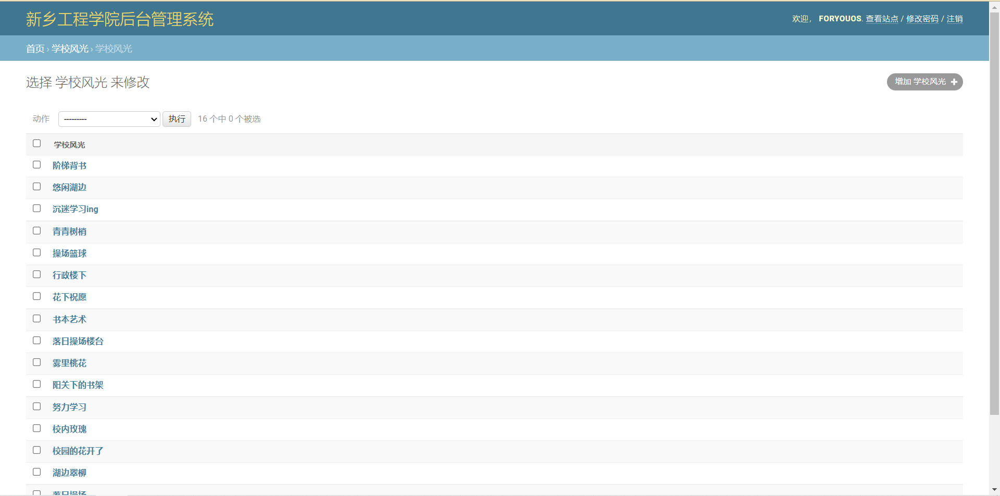 新乡工程学院后台管理系统
欢迎， FORYOUOS. 查看站点 / 修改密码 / 注销
首页 › 学校风光 › 学校风光
选择 学校风光 来修改
增加 学校风光
动作 --------- 执行 16 个中 0 个被选
学校风光
阶梯背书
悠闲湖边
沉迷学习ing
青青树梢
操场篮球
行政楼下
花下祝愿
书本艺术
落日操场楼台
雾里桃花
阳关下的书架
努力学习
校内玫瑰
校园的花开了
湖边翠柳
落日操场